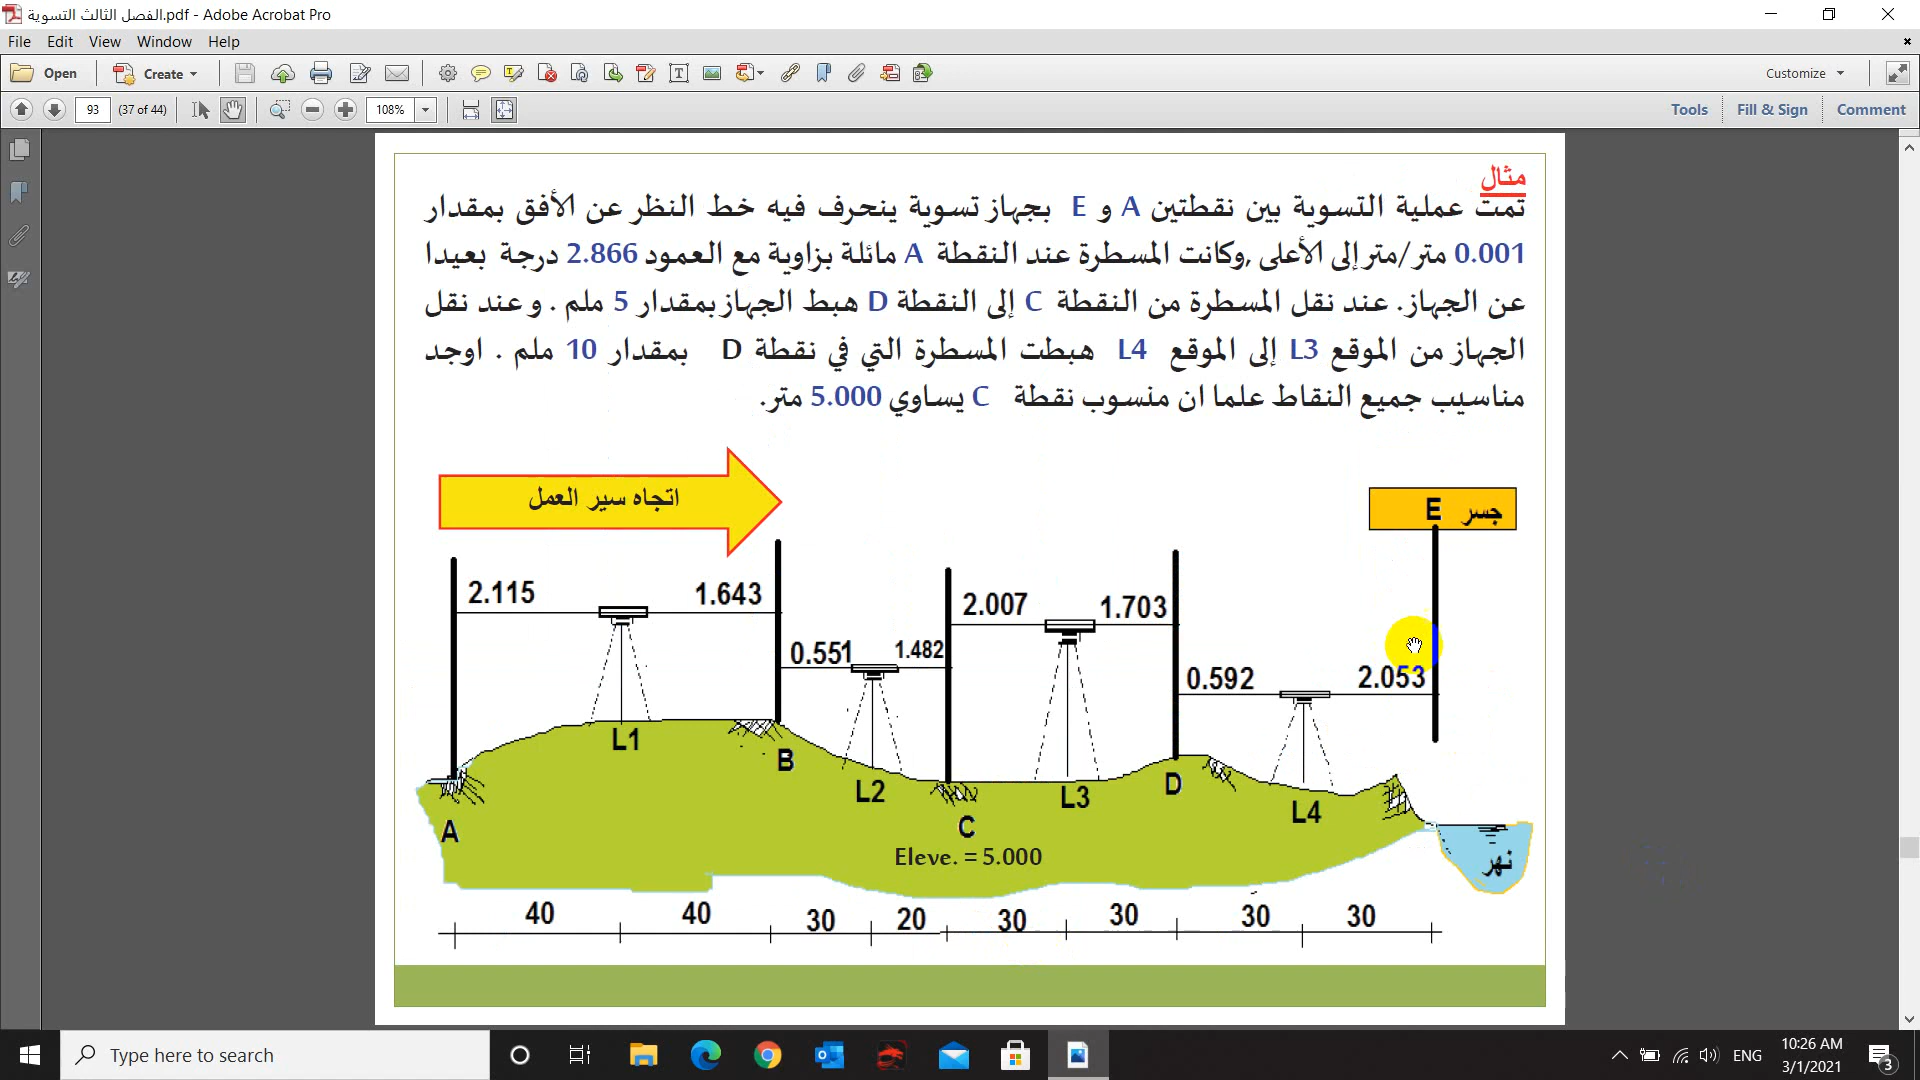 الفصل الثالث التسوية.pdf - Adobe Acrobat Pro
File Edit View Window Help
Open Create Customize
93 (37 of 44) 108% Tools Fill & Sign Comment
مثال
تمت عملية التسوية بين نقطتين A و E بجهاز تسوية ينحرف فيه خط النظر عن الأفق بمقدار
0.001 متر/متر إلى الأعلى ,وكانت المسطرة عند النقطة A مائلة بزاوية مع العمود 2.866 درجة بعيدا
عن الجهاز. عند نقل المسطرة من النقطة C إلى النقطة D هبط الجهاز بمقدار 5 ملم . و عند نقل
الجهاز من الموقع L3 إلى الموقع L4 هبطت المسطرة التي في نقطة D بمقدار 10 ملم . اوجد
مناسيب جميع النقاط علما ان منسوب نقطة C يساوي 5.000 متر.
اتجاه سير العمل
جسر E
2.115 1.643 2.007 1.703
0.551 1.482 0.592 2.053
L1 B L2 C L3 D L4
A
Eleve. = 5.000
نهر
40 40 30 20 30 30 30 30
Type here to search
ENG
10:26 AM
3/1/2021
3